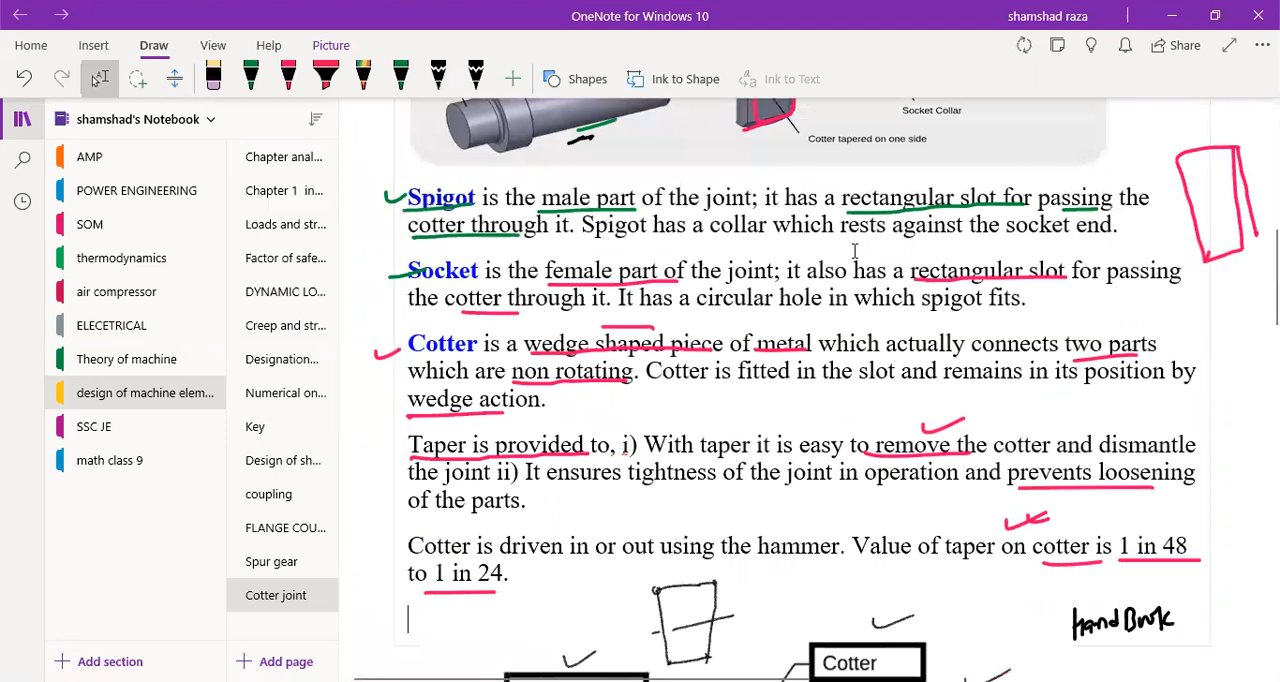 OneNote for Windows 10
shamshad raza
Home
Insert
Draw
View
Help
Picture
Share
Shapes
Ink to Shape
Ink to Text
shamshad's Notebook
AMP
POWER ENGINEERING
SOM
thermodynamics
air compressor
ELECETRICAL
Theory of machine
design of machine elem...
SSC JE
math class 9
Add section
Chapter anal...
Chapter 1 in...
Loads and str...
Factor of safe...
DYNAMIC LO...
Creep and str...
Designation...
Numerical on...
Key
Design of sh...
coupling
FLANGE COU...
Spur gear
Cotter joint
Add page
Socket Collar
Cotter tapered on one side
Spigot is the male part of the joint; it has a rectangular slot for passing the
cotter through it. Spigot has a collar which rests against the socket end.
Socket is the female part of the joint; it also has a rectangular slot for passing
the cotter through it. It has a circular hole in which spigot fits.
Cotter is a wedge shaped piece of metal which actually connects two parts
which are non rotating. Cotter is fitted in the slot and remains in its position by
wedge action.
Taper is provided to, i) With taper it is easy to remove the cotter and dismantle
the joint ii) It ensures tightness of the joint in operation and prevents loosening
of the parts.
Cotter is driven in or out using the hammer. Value of taper on cotter is 1 in 48
to 1 in 24.
HandBook
Cotter